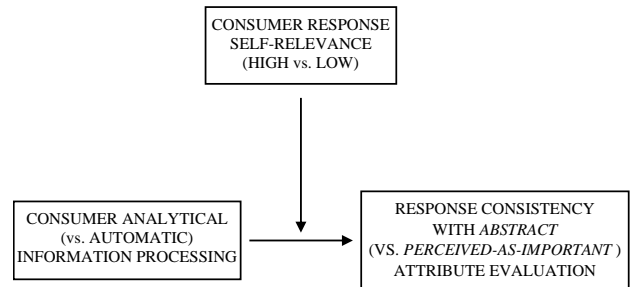 CONSUMER RESPONSE
SELF-RELEVANCE
(HIGH vs. LOW)
CONSUMER ANALYTICAL
(vs. AUTOMATIC)
INFORMATION PROCESSING
RESPONSE CONSISTENCY
WITH ABSTRACT
(VS. PERCEIVED-AS-IMPORTANT )
ATTRIBUTE EVALUATION